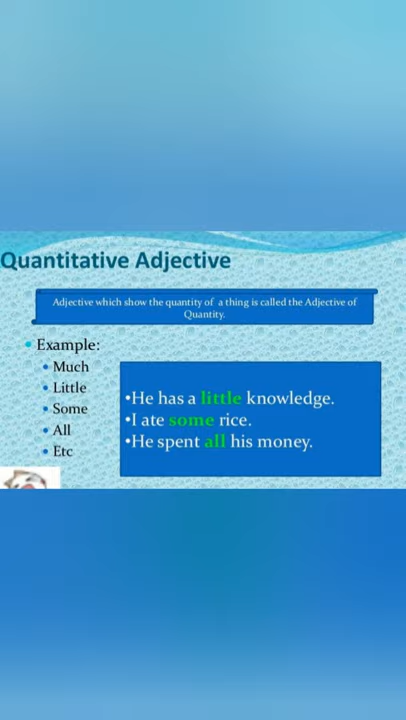 Quantitative Adjective
Adjective which show the quantity of a thing is called the Adjective of
Quantity.
• Example:
• Much
• Little
• Some
• All
• Etc
•He has a little knowledge.
•I ate some rice.
•He spent all his money.